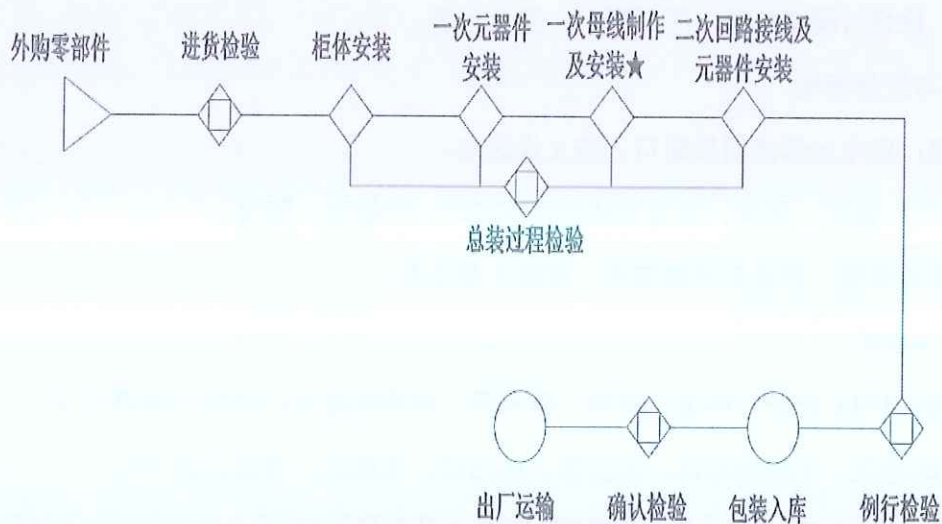 外购零部件
进货检验
柜体安装
一次元器件
安装
一次母线制作
及安装★
二次回路接线及
元器件安装
总装过程检验
出厂运输
确认检验
包装入库
例行检验